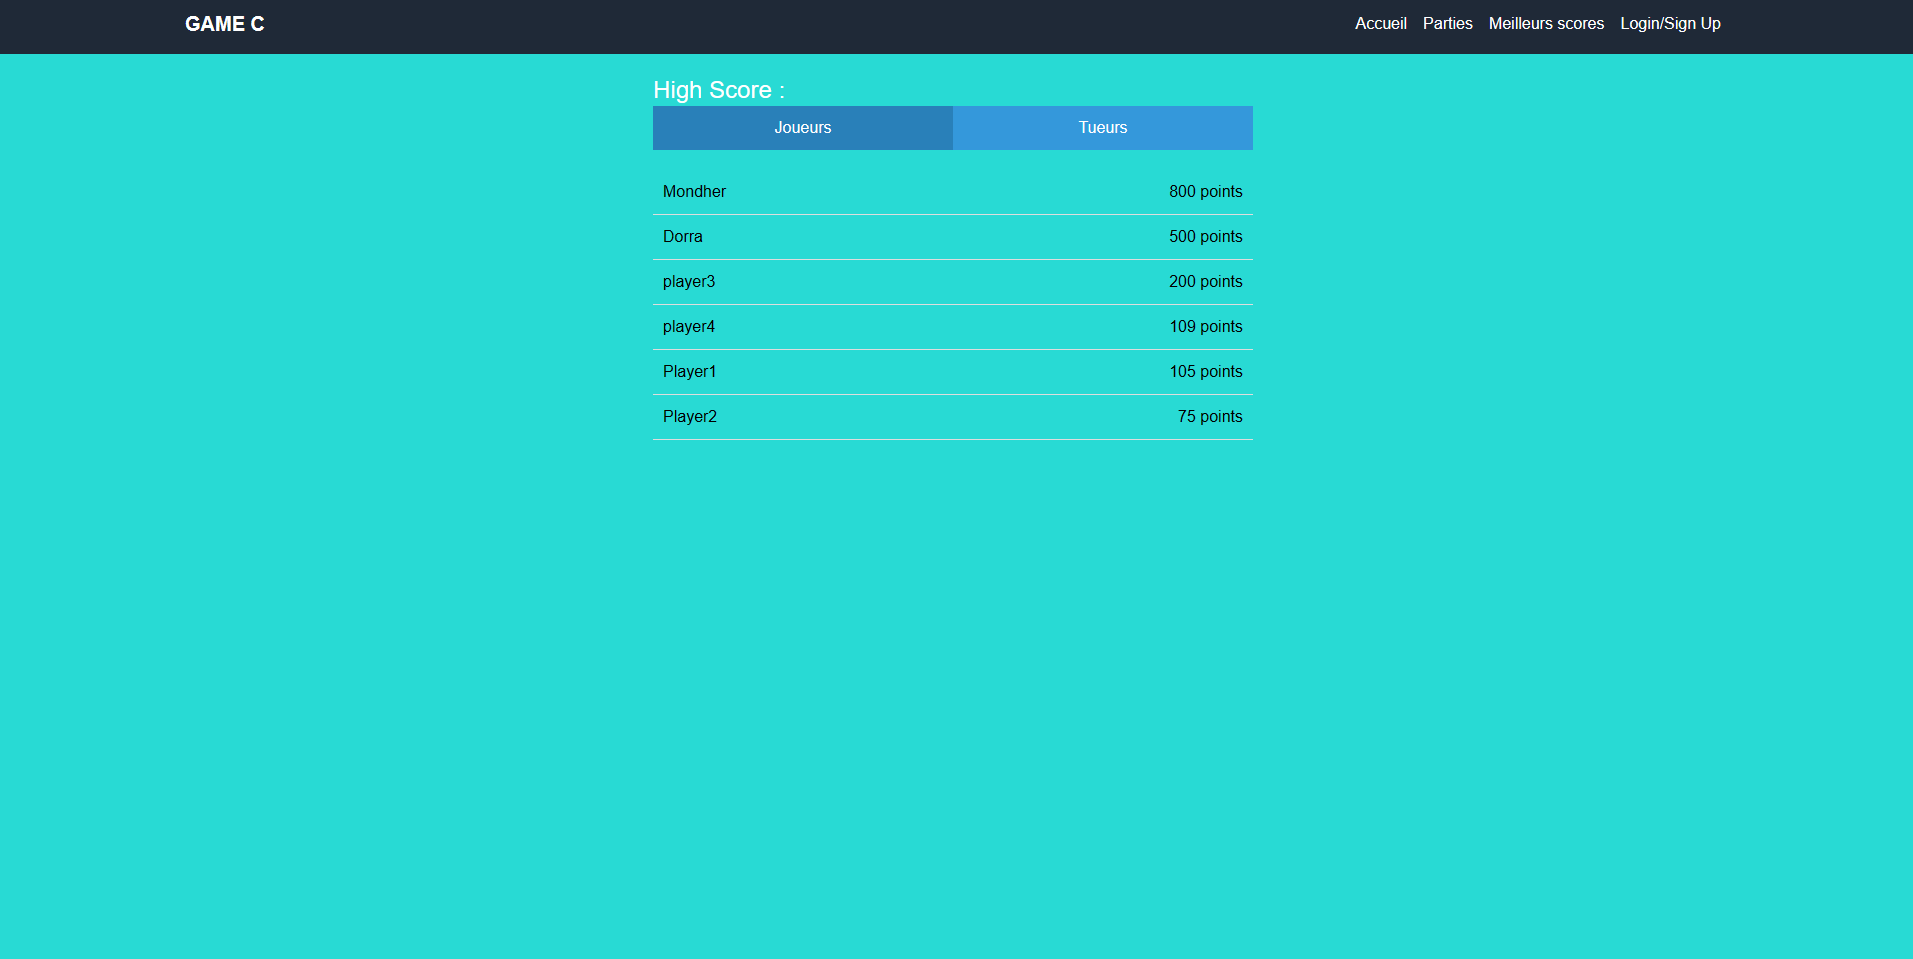 GAME C
Accueil Parties Meilleurs scores Login/Sign Up
High Score :
Joueurs Tueurs
Mondher 800 points
Dorra 500 points
player3 200 points
player4 109 points
Player1 105 points
Player2 75 points